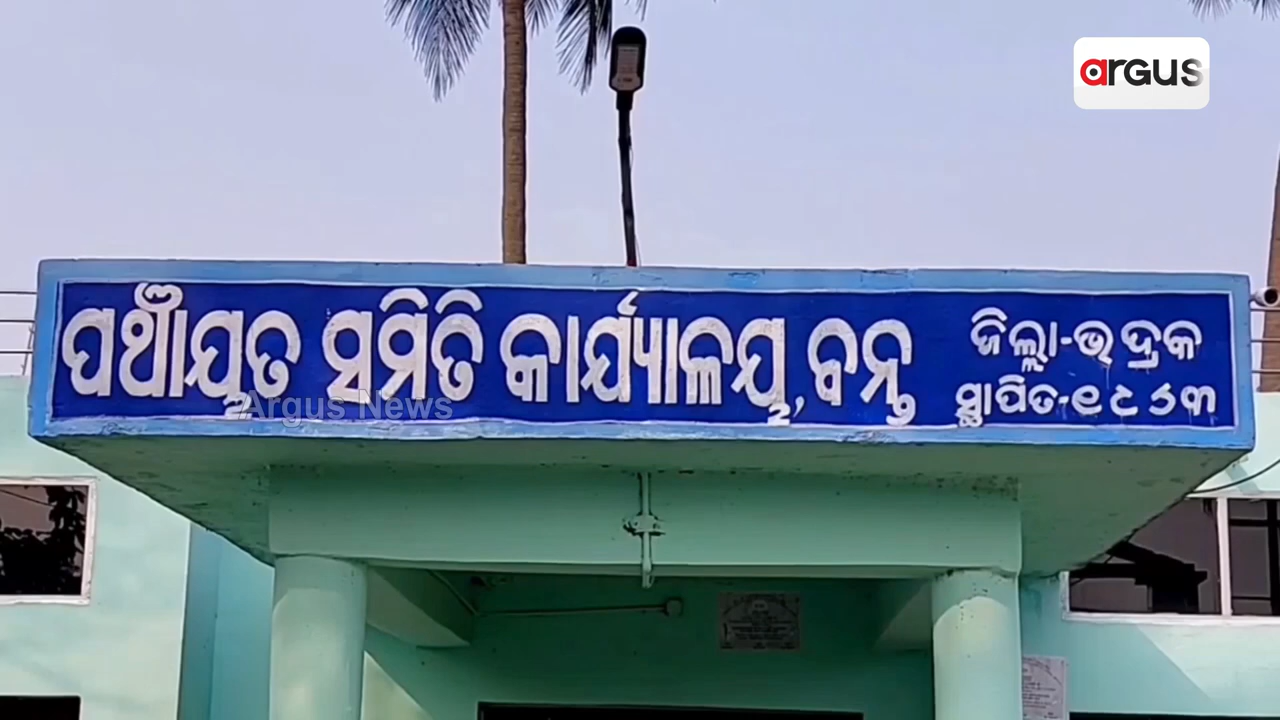 argus
ପଞ୍ଚାୟତ ସମିତି କାର୍ଯ୍ୟାଳୟ, ବନ୍ତ
ଜିଲ୍ଲା-ଭଦ୍ରକ
ସ୍ଥାପିତ-୧୯୬୩
Argus News